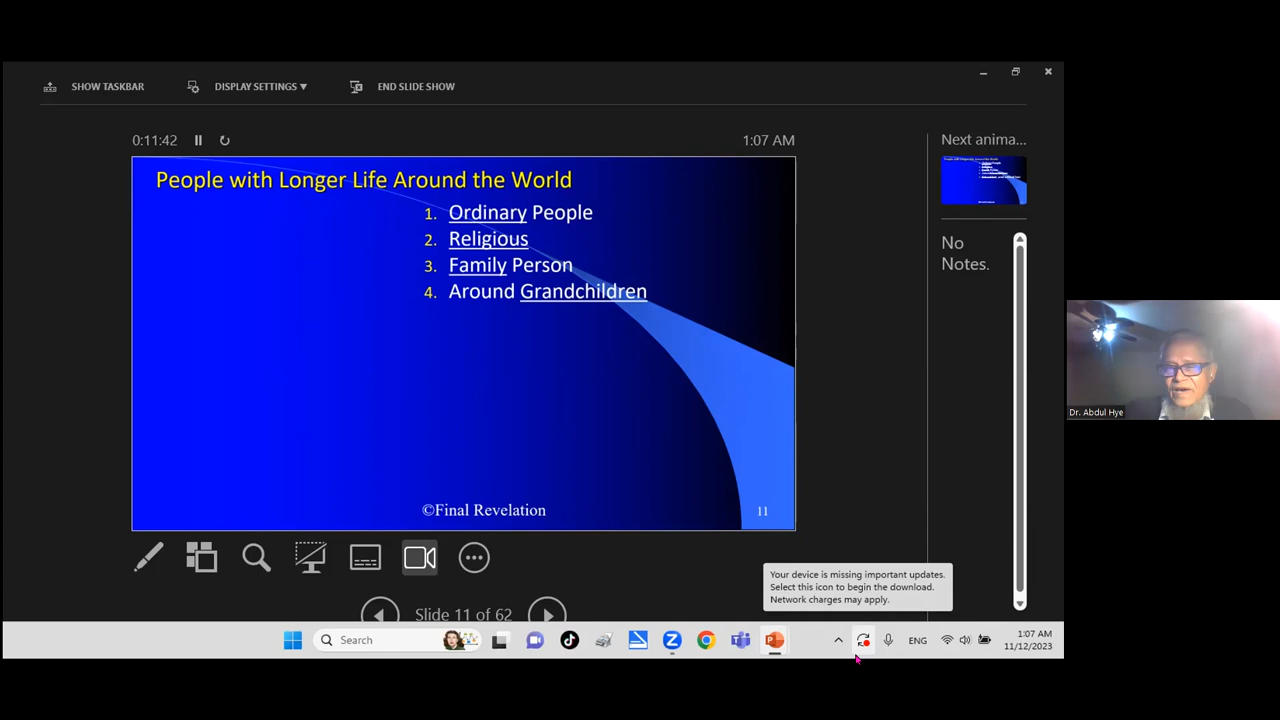 SHOW TASKBAR
DISPLAY SETTINGS ▼
END SLIDE SHOW
0:11:42
1:07 AM
Next anima...
People with Longer Life Around the World
1. Ordinary People
2. Religious
3. Family Person
4. Around Grandchildren
©Final Revelation
11
No
Notes.
Dr. Abdul Hye
Your device is missing important updates.
Select this icon to begin the download.
Network charges may apply.
Slide 11 of 62
Search
ENG
1:07 AM
11/12/2023